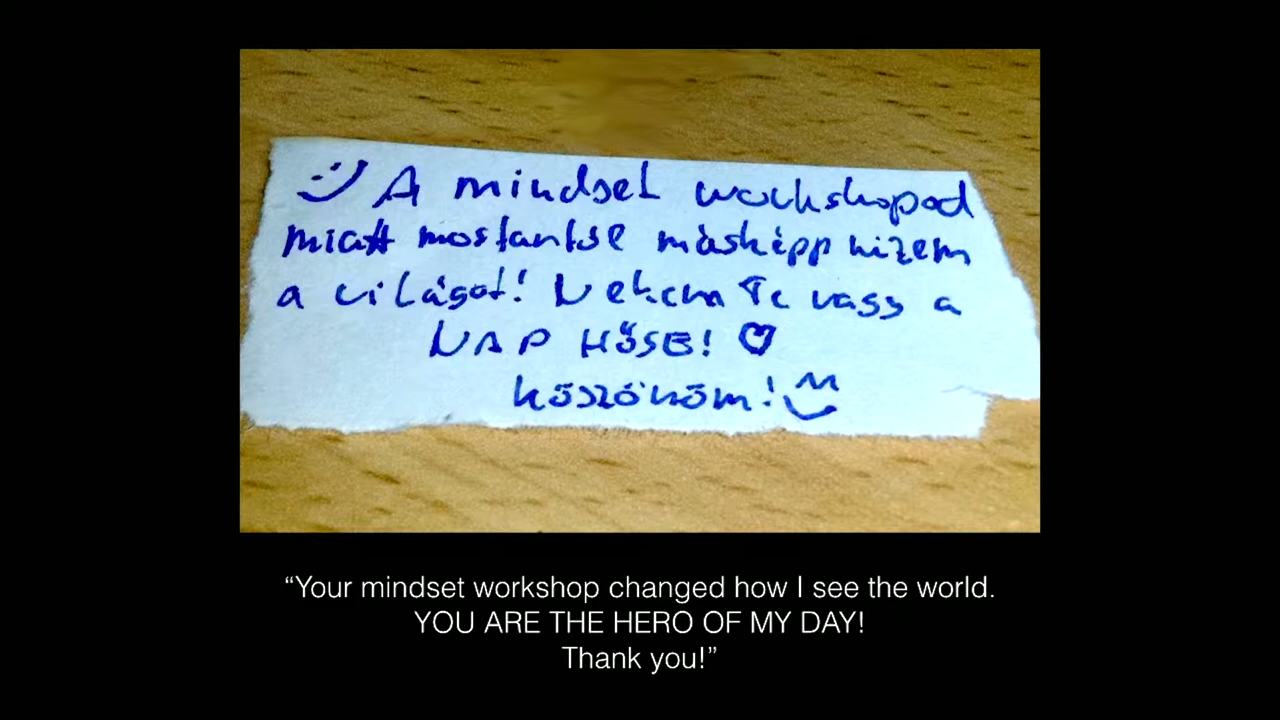 A mindset workshopod
miatt mostantól másképp nézem
a világot! Nekem Te vagy a
NAP HŐSE! ♡
köszönöm!
“Your mindset workshop changed how I see the world.
YOU ARE THE HERO OF MY DAY!
Thank you!”